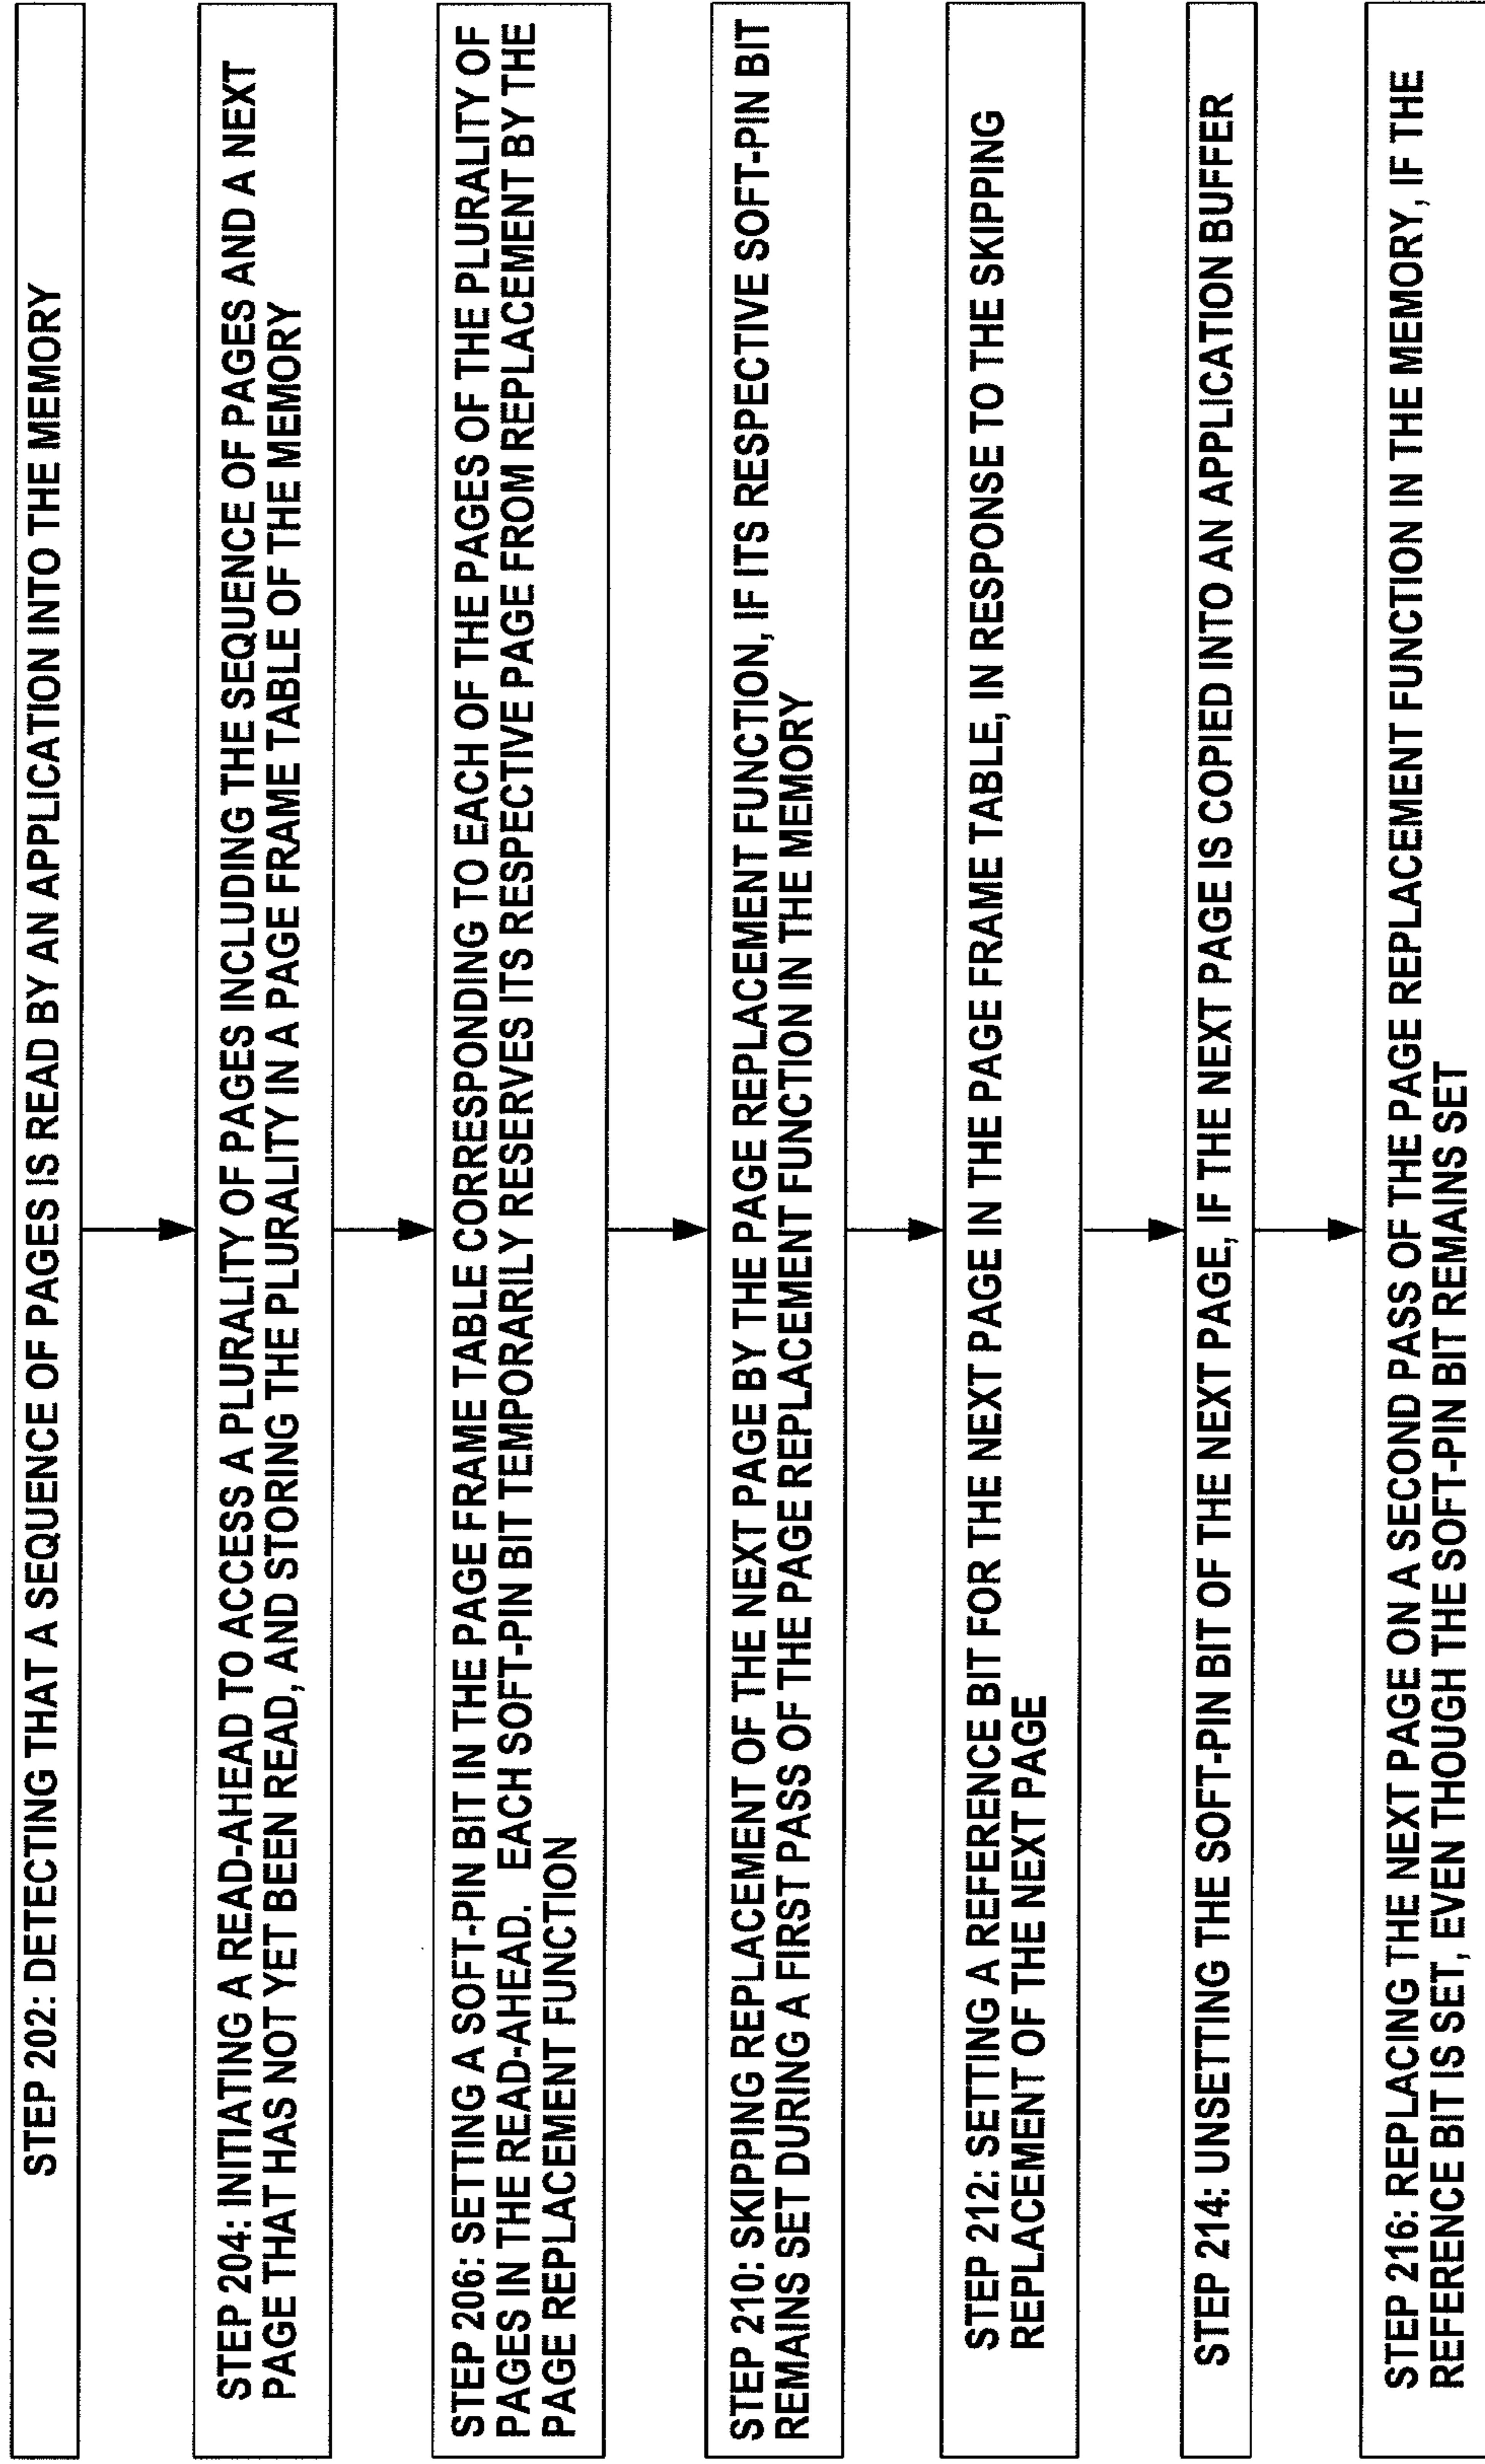 STEP 202: DETECTING THAT A SEQUENCE OF PAGES IS READ BY AN APPLICATION INTO THE MEMORY
STEP 204: INITIATING A READ-AHEAD TO ACCESS A PLURALITY OF PAGES INCLUDING THE SEQUENCE OF PAGES AND A NEXT
PAGE THAT HAS NOT YET BEEN READ, AND STORING THE PLURALITY IN A PAGE FRAME TABLE OF THE MEMORY
STEP 206: SETTING A SOFT-PIN BIT IN THE PAGE FRAME TABLE CORRESPONDING TO EACH OF THE PAGES OF THE PLURALITY OF
PAGES IN THE READ-AHEAD. EACH SOFT-PIN BIT TEMPORARILY RESERVES ITS RESPECTIVE PAGE FROM REPLACEMENT BY THE
PAGE REPLACEMENT FUNCTION
STEP 210: SKIPPING REPLACEMENT OF THE NEXT PAGE BY THE PAGE REPLACEMENT FUNCTION, IF ITS RESPECTIVE SOFT-PIN BIT
REMAINS SET DURING A FIRST PASS OF THE PAGE REPLACEMENT FUNCTION IN THE MEMORY
STEP 212: SETTING A REFERENCE BIT FOR THE NEXT PAGE IN THE PAGE FRAME TABLE, IN RESPONSE TO THE SKIPPING
REPLACEMENT OF THE NEXT PAGE
STEP 214: UNSETTING THE SOFT-PIN BIT OF THE NEXT PAGE, IF THE NEXT PAGE IS COPIED INTO AN APPLICATION BUFFER
STEP 216: REPLACING THE NEXT PAGE ON A SECOND PASS OF THE PAGE REPLACEMENT FUNCTION IN THE MEMORY, IF THE
REFERENCE BIT IS SET, EVEN THOUGH THE SOFT-PIN BIT REMAINS SET